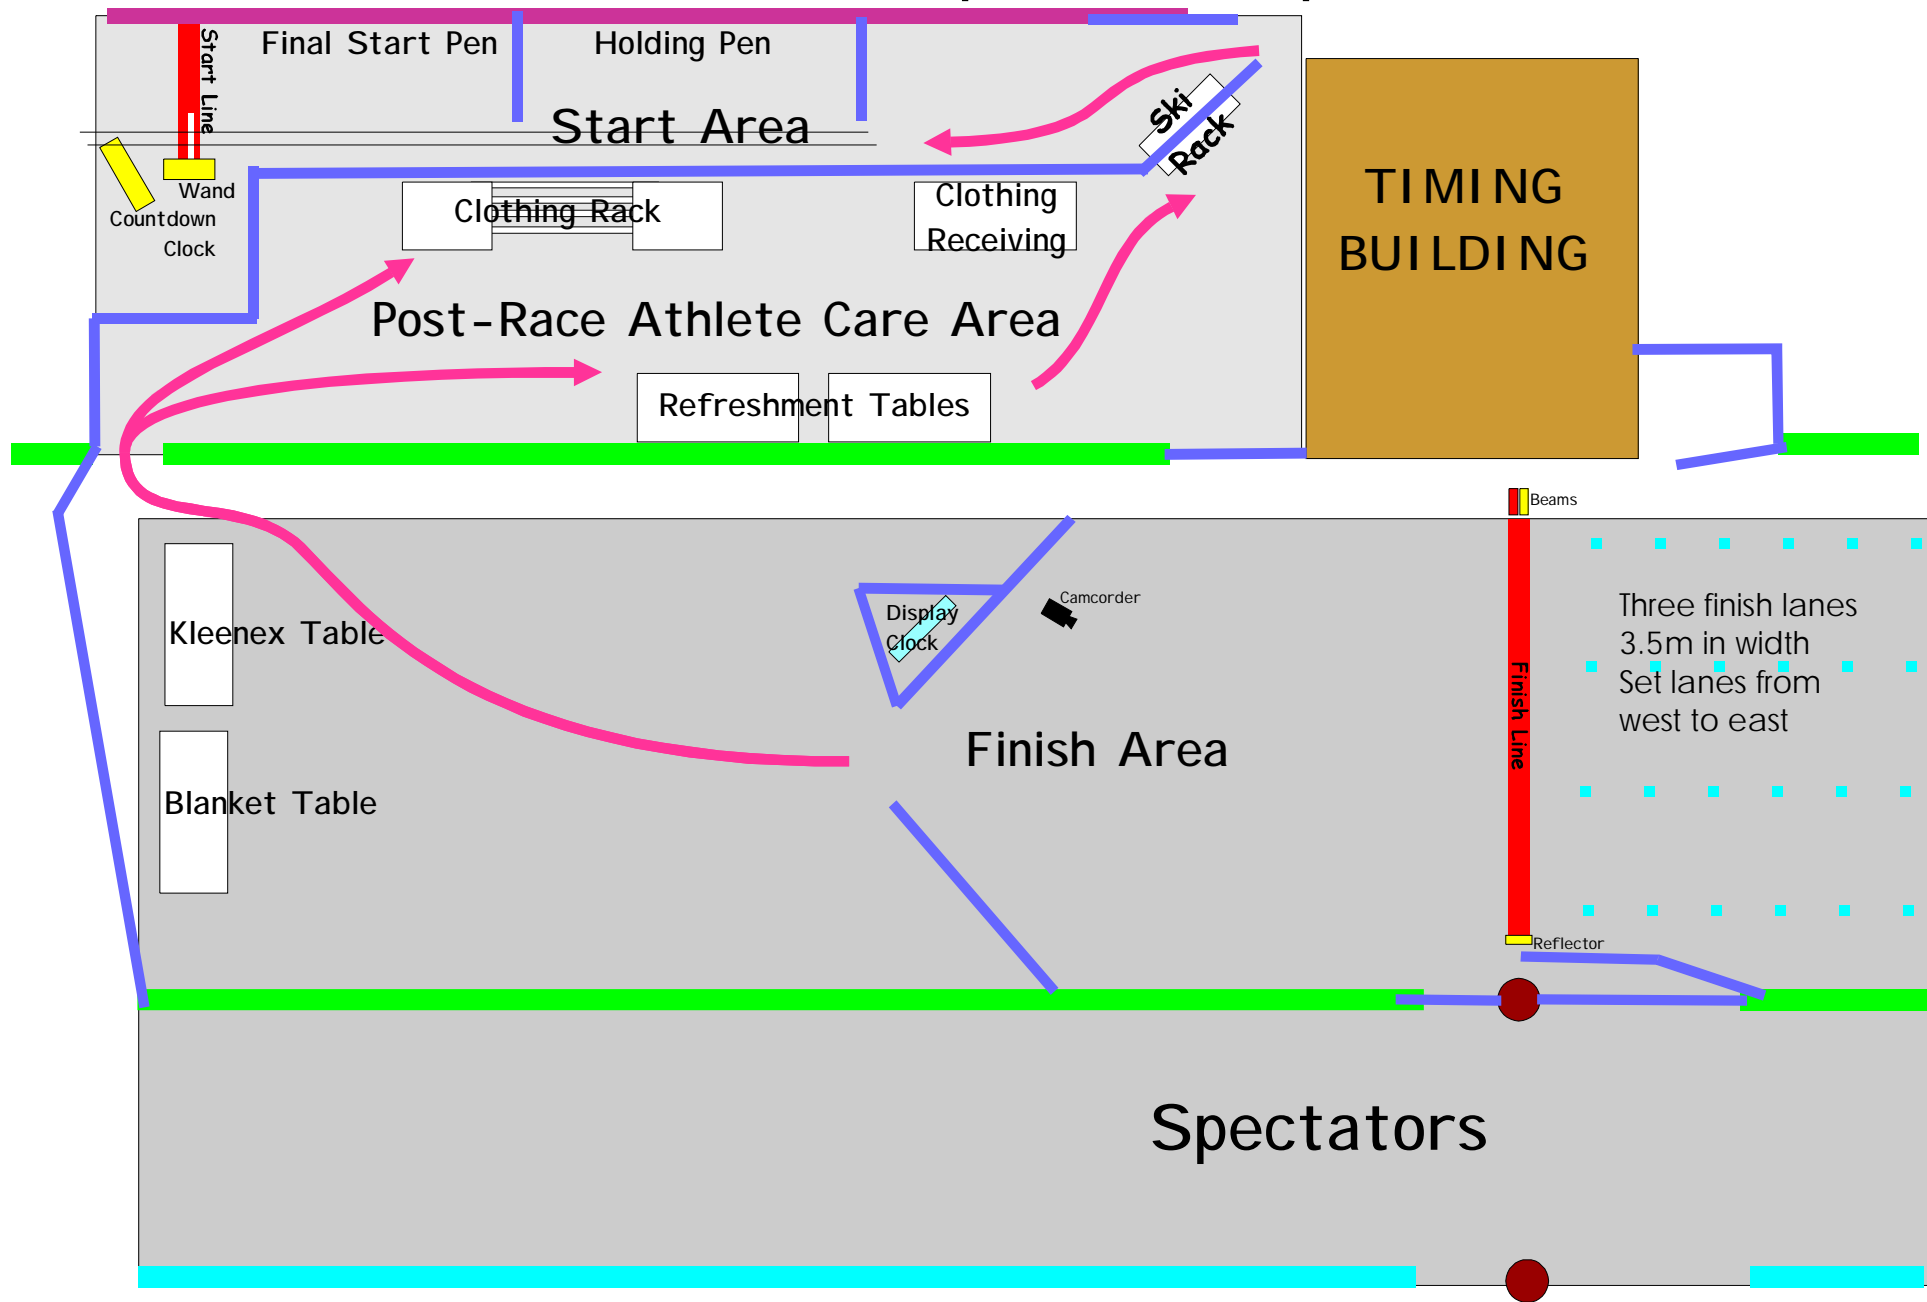 Final Start Pen
Holding Pen
Start Line
Start Area
Ski
Rack
Wand
Countdown
Clock
Clothing Rack
Clothing
Receiving
TIMING
BUILDING
Post-Race Athlete Care Area
Refreshment Tables
Beams
Kleenex Table
Display
Clock
Camcorder
Three finish lanes
3.5m in width
Set lanes from
west to east
Finish Line
Finish Area
Blanket Table
Reflector
Spectators